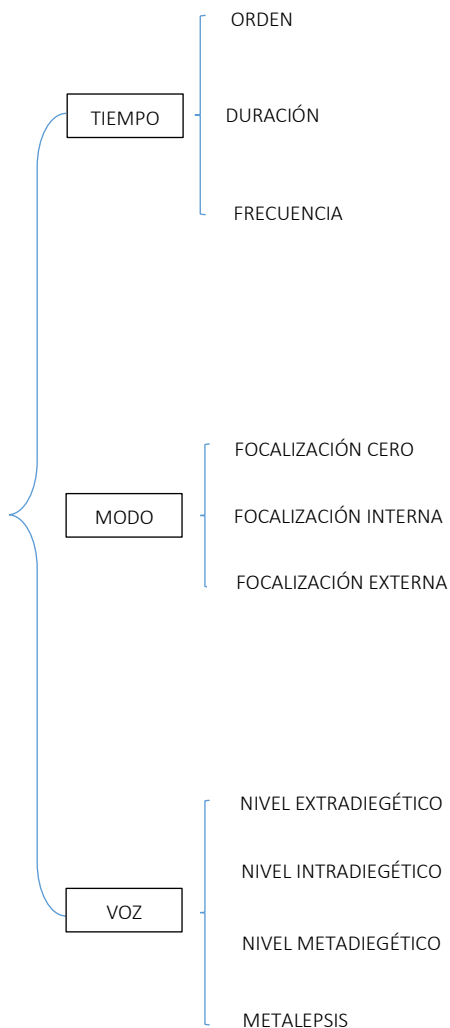 ORDEN
TIEMPO
DURACIÓN
FRECUENCIA
FOCALIZACIÓN CERO
MODO
FOCALIZACIÓN INTERNA
FOCALIZACIÓN EXTERNA
NIVEL EXTRADIEGÉTICO
NIVEL INTRADIEGÉTICO
VOZ
NIVEL METADIEGÉTICO
METALEPSIS